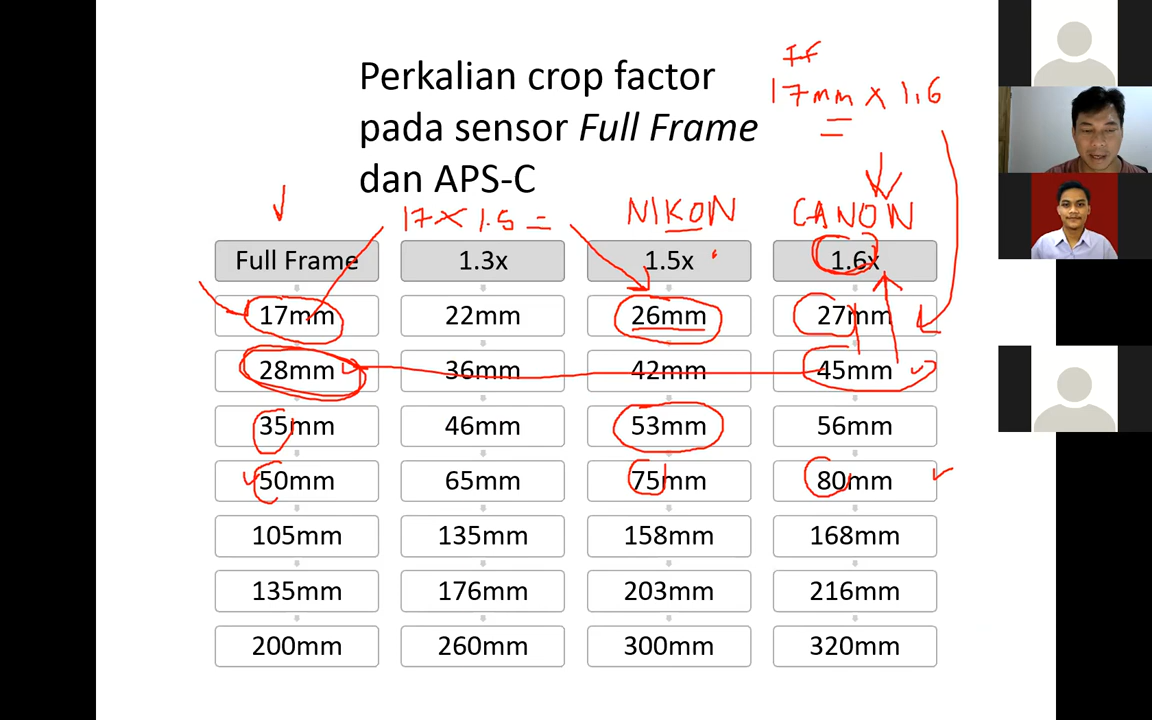 Perkalian crop factor
pada sensor Full Frame
dan APS-C
17mm x 1.6
17 x 1.5 =
NIKON
CANON
Full Frame 1.3x 1.5x 1.6x
17mm 22mm 26mm 27mm
28mm 36mm 42mm 45mm
35mm 46mm 53mm 56mm
50mm 65mm 75mm 80mm
105mm 135mm 158mm 168mm
135mm 176mm 203mm 216mm
200mm 260mm 300mm 320mm